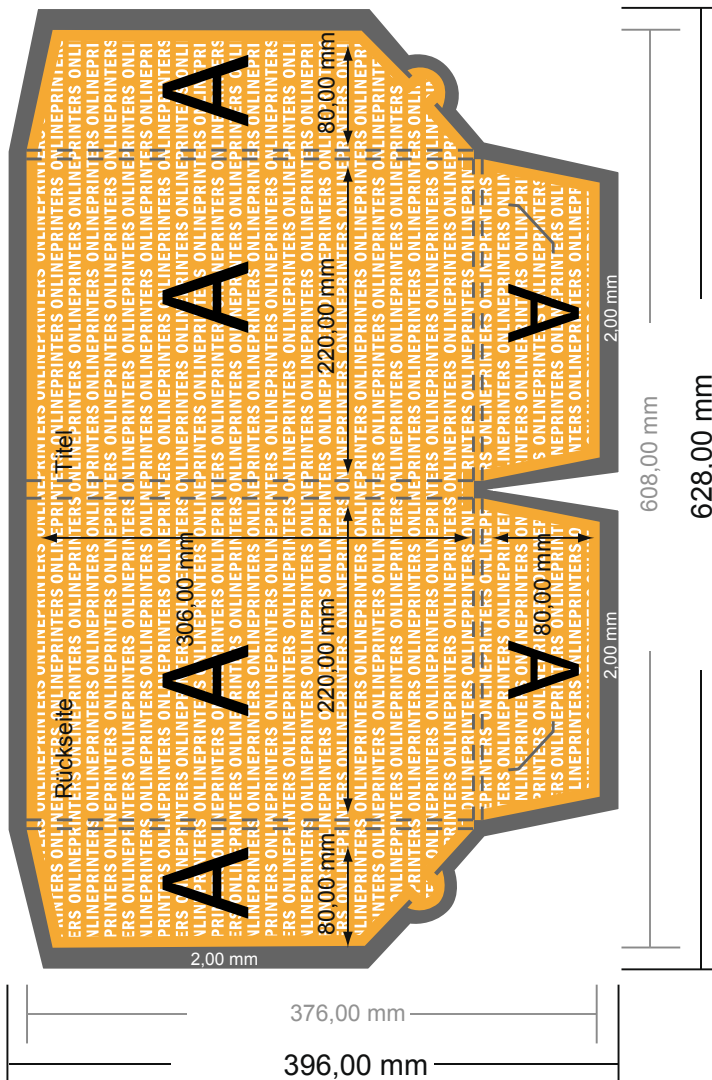 A
80,00 mm
A
220,00 mm
Titel
A
2,00 mm
608,00 mm
628,00 mm
306,00 mm
Rückseite
A
220,00 mm
A
80,00 mm
2,00 mm
A
80,00 mm
2,00 mm
ONLINEPRINTERS ONLINEPRINTERS ONLINEPRINTERS ONLINEPRINTERS
376,00 mm
396,00 mm